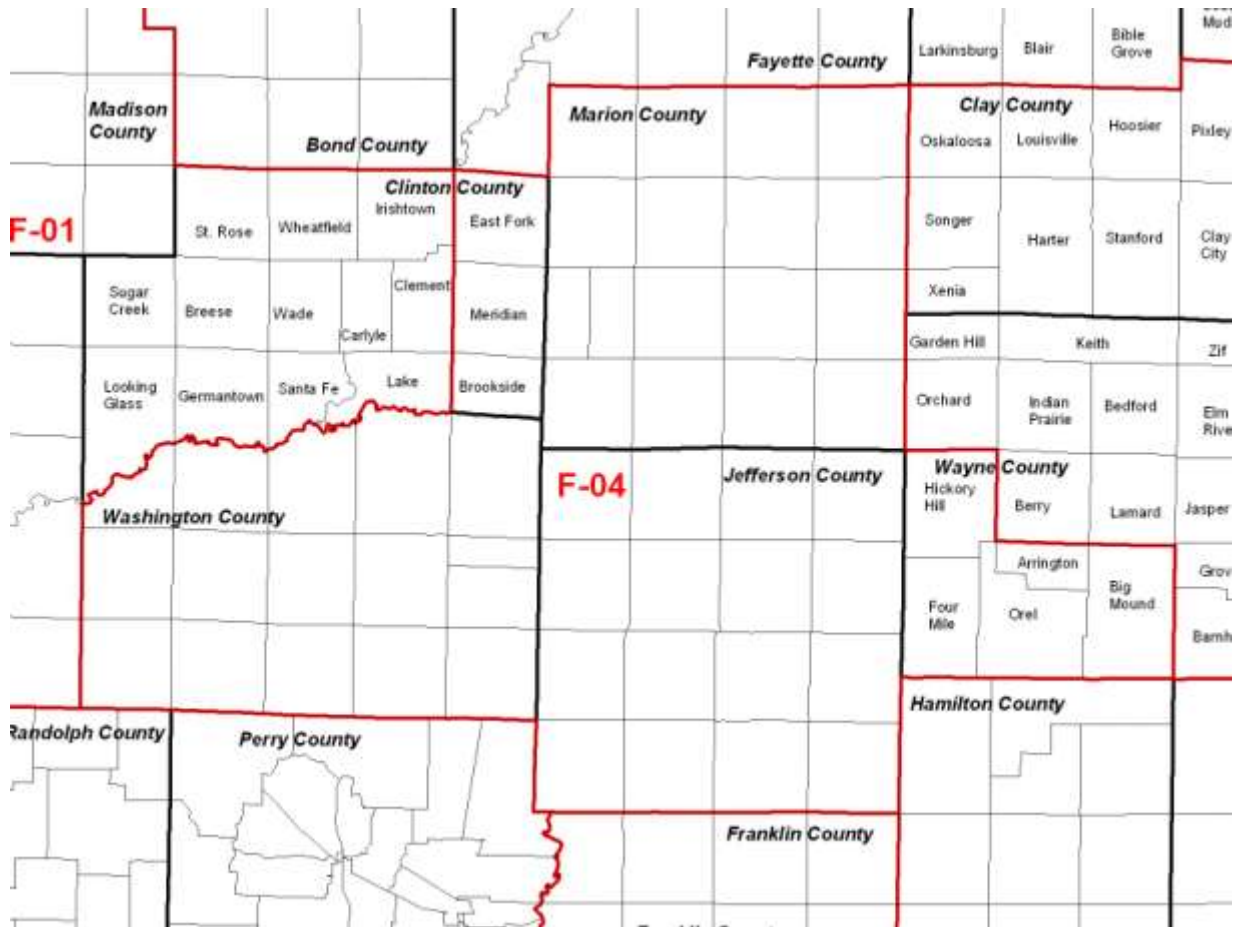 Mud
Bible
Grove
Larkinsburg
Blair
Fayette County
Madison
County
Marion County
Clay County
Hoosier
Pixley
Oskaloosa
Louisville
Bond County
Clinton County
Irishtown
F-01
St. Rose
Wheatfield
East Fork
Songer
Harter
Stanford
Clay
City
Clement
Sugar
Creek
Breese
Wade
Carlyle
Meridian
Xenia
Garden Hill
Keith
Zif
Looking
Glass
Germantown
Santa Fe
Lake
Brookside
Orchard
Indian
Prairie
Bedford
Elm
Rive
Wayne County
F-04
Jefferson County
Hickory
Hill
Berry
Lamard
Jasper
Washington County
Arrington
Grov
Big
Mound
Four
Mile
Orel
Barnh
Hamilton County
Randolph County
Perry County
Franklin County